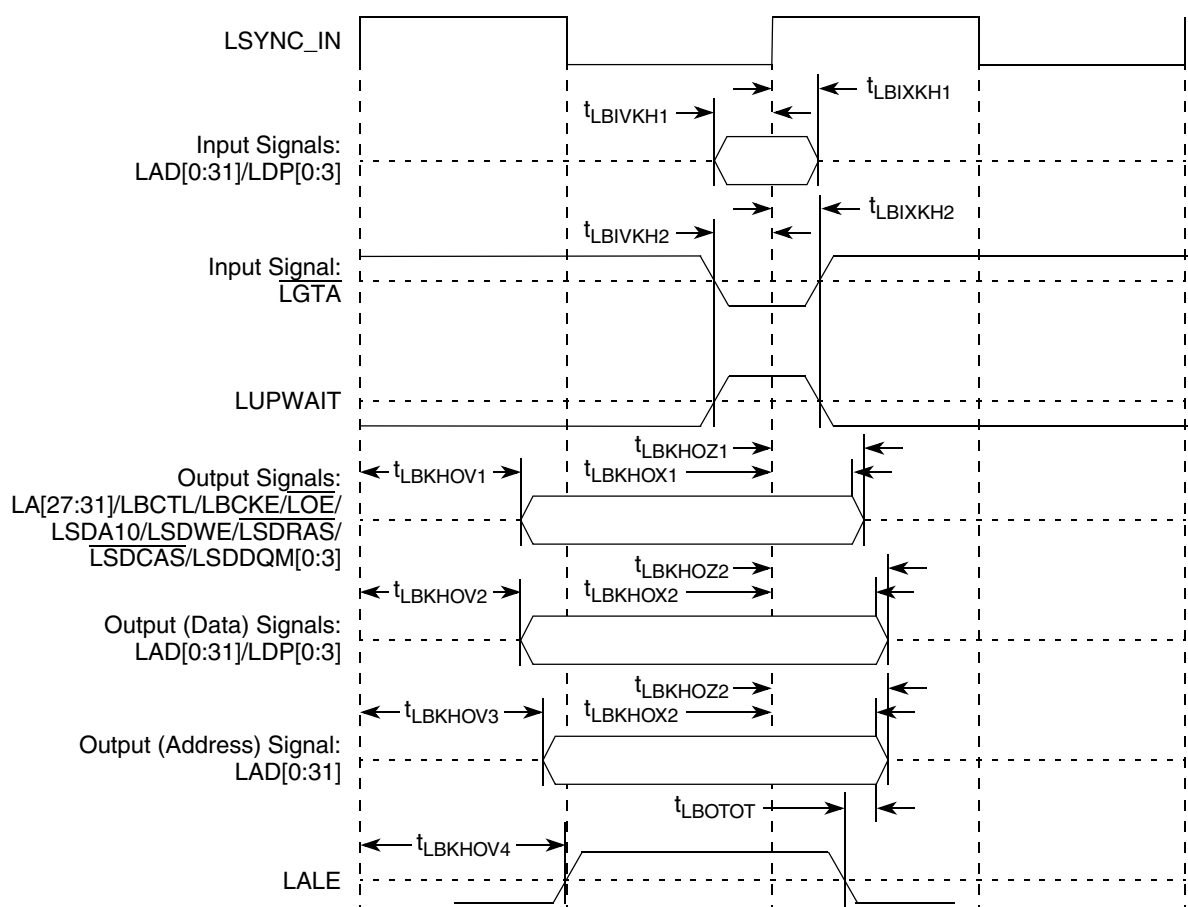 LSYNC_IN
tLBIXKH1
tLBIVKH1
Input Signals:
LAD[0:31]/LDP[0:3]
tLBIXKH2
tLBIVKH2
Input Signal:
LGTA
LUPWAIT
tLBKHOZ1
tLBKHOV1
tLBKHOX1
Output Signals:
LA[27:31]/LBCTL/LBCKE/LOE/
LSDA10/LSDWE/LSDRAS/
LSDCAS/LSDDQM[0:3]
tLBKHOZ2
tLBKHOV2
tLBKHOX2
Output (Data) Signals:
LAD[0:31]/LDP[0:3]
tLBKHOZ2
tLBKHOV3
tLBKHOX2
Output (Address) Signal:
LAD[0:31]
tLBOTOT
tLBKHOV4
LALE